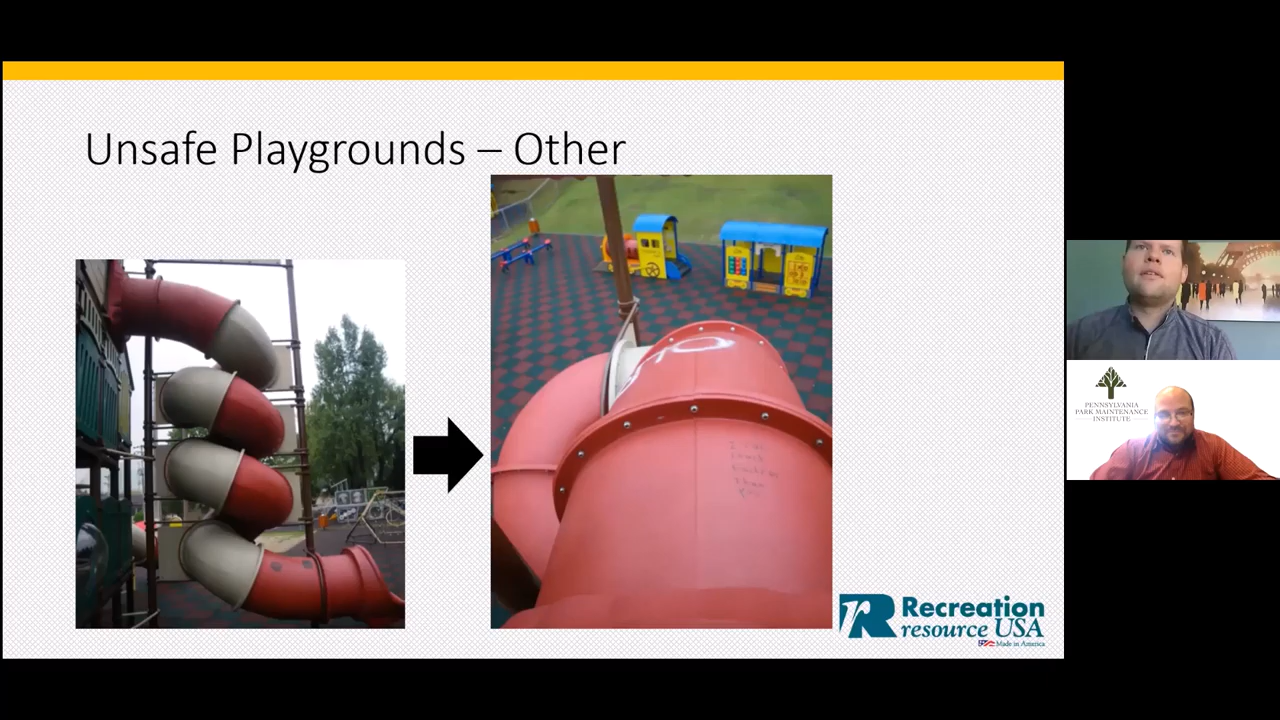 Unsafe Playgrounds – Other
Recreation
resource USA
Made in America
PENNSYLVANIA
PARK MAINTENANCE
INSTITUTE